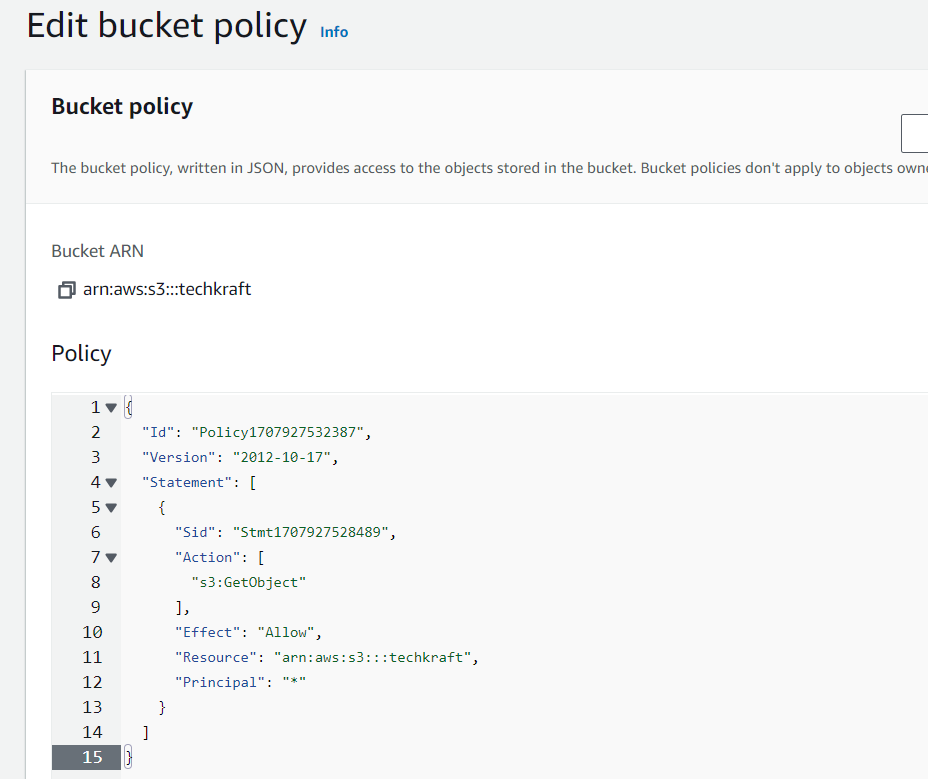 Edit bucket policy Info
Bucket policy
The bucket policy, written in JSON, provides access to the objects stored in the bucket. Bucket policies don't apply to objects
Bucket ARN
arn:aws:s3:::techkraft
Policy
1 {
2 "Id": "Policy1707927532387",
3 "Version": "2012-10-17",
4 "Statement": [
5 {
6 "Sid": "Stmt1707927528489",
7 "Action": [
8 "s3:GetObject"
9 ],
10 "Effect": "Allow",
11 "Resource": "arn:aws:s3:::techkraft",
12 "Principal": "*"
13 }
14 ]
15 }